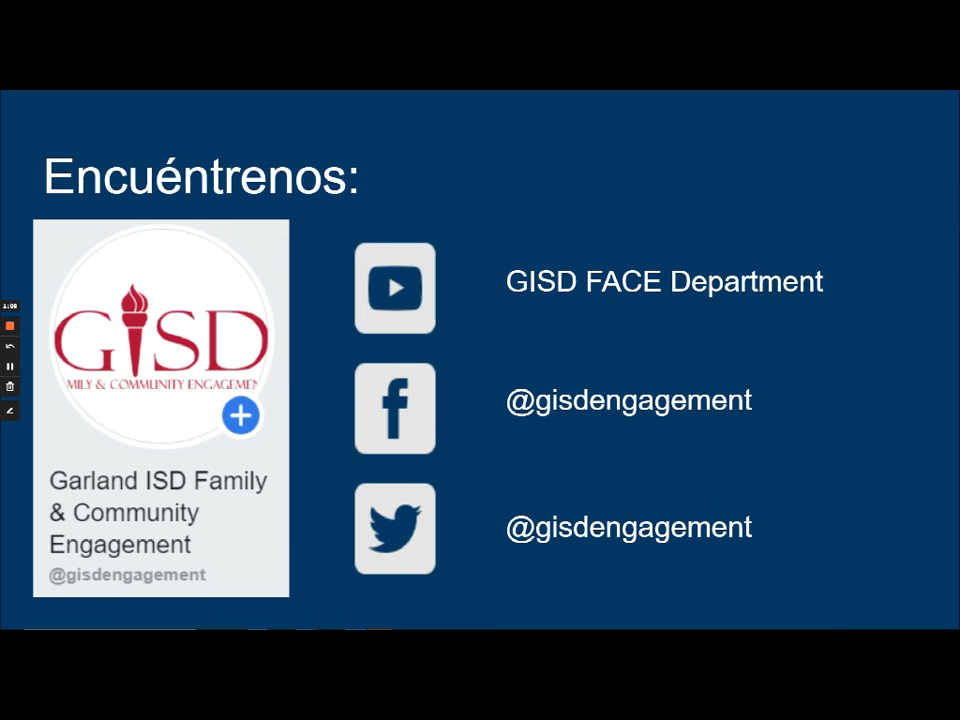 Encuéntrenos:
GISD
MILY & COMMUNITY ENGAGEMEN
Garland ISD Family
& Community
Engagement
@gisdengagement
GISD FACE Department
@gisdengagement
@gisdengagement